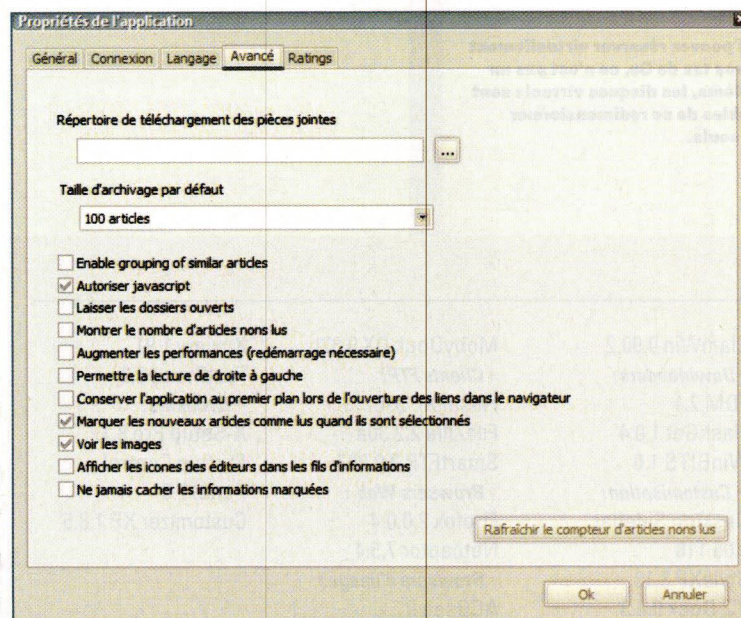 Propriétés de l'application
Général Connexion Langage Avancé Ratings
Répertoire de téléchargement des pièces jointes
...
Taille d'archivage par défaut
100 articles
Enable grouping of similar articles
Autoriser javascript
Laisser les dossiers ouverts
Montrer le nombre d'articles nons lus
Augmenter les performances (redémarrage nécessaire)
Permettre la lecture de droite à gauche
Conserver l'application au premier plan lors de l'ouverture des liens dans le navigateur
Marquer les nouveaux articles comme lus quand ils sont sélectionnés
Voir les images
Afficher les icones des éditeurs dans les fils d'informations
Ne jamais cacher les informations marquées
Rafraîchir le compteur d'articles nons lus
Ok Annuler